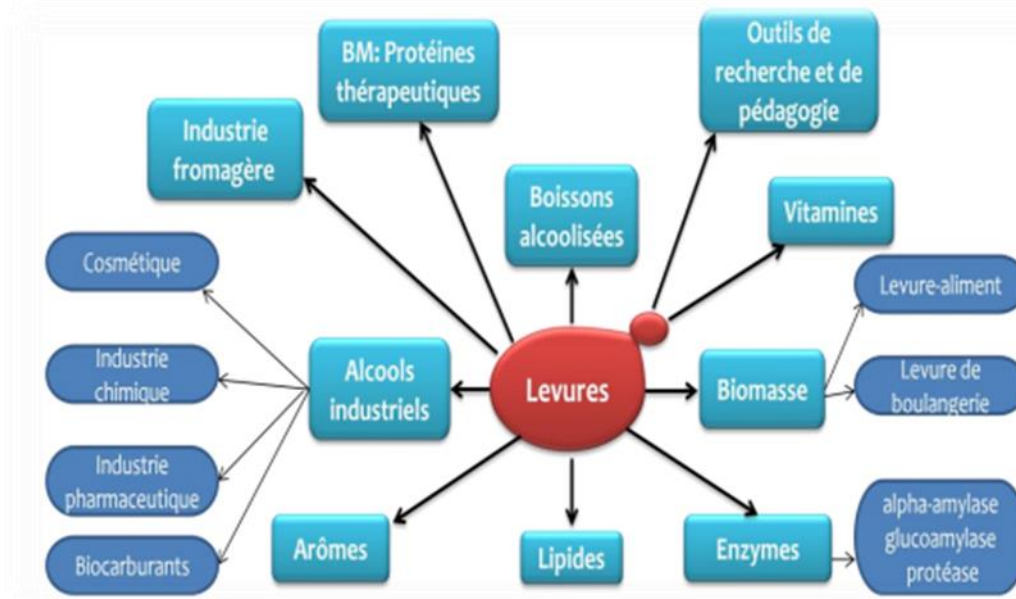 BM: Protéines
thérapeutiques
Outils de
recherche et de
pédagogie
Industrie
fromagère
Boissons
alcoolisées
Vitamines
Cosmétique
Levure-aliment
Industrie
chimique
Alcools
industriels
Levures
Biomasse
Levure de
boulangerie
Industrie
pharmaceutique
Biocarburants
Arômes
Lipides
Enzymes
alpha-amylase
glucoamylase
protéase